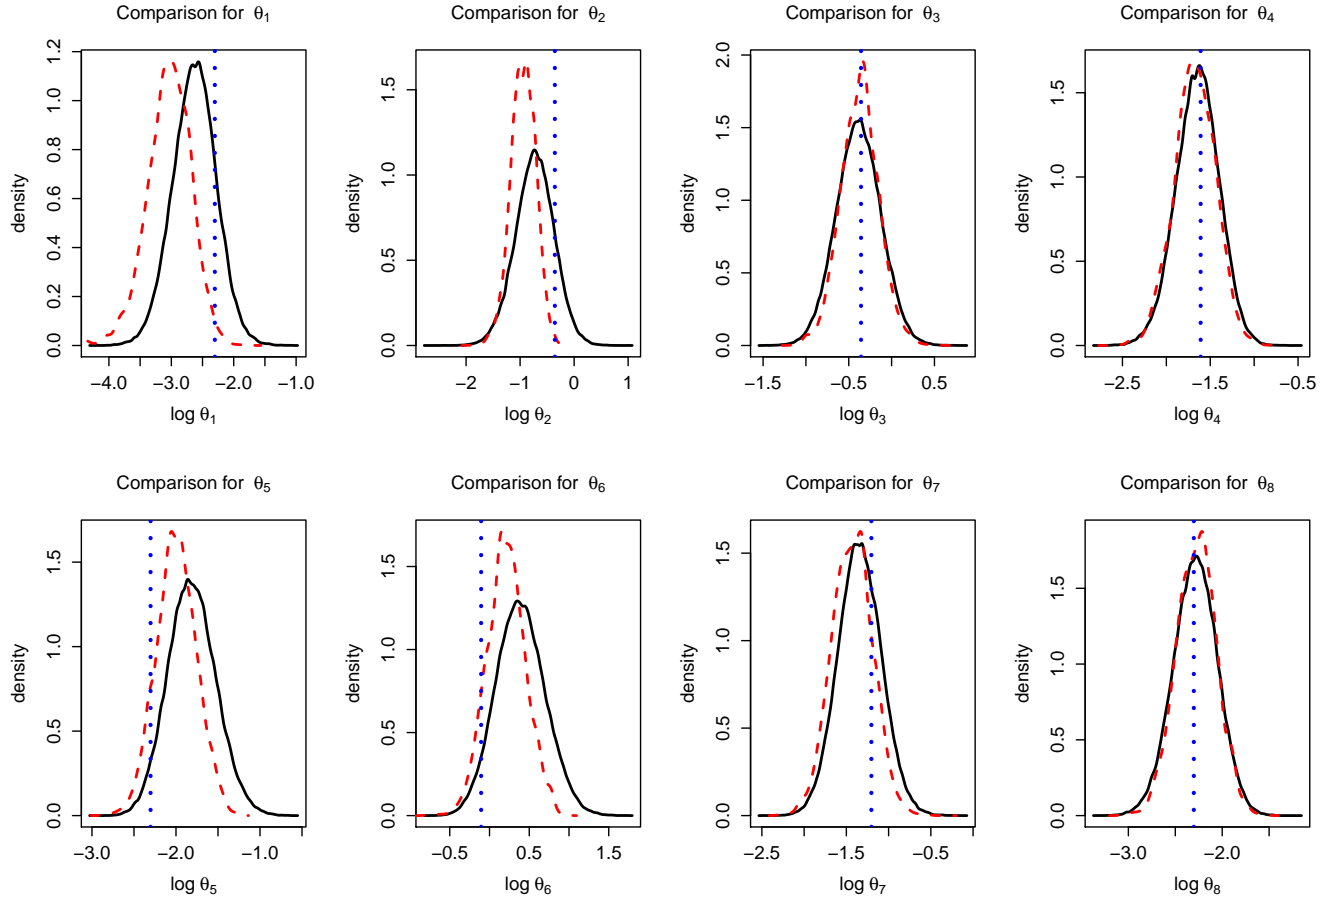 Comparison for θ1
density
0.0 0.2 0.4 0.6 0.8 1.0 1.2
−4.0 −3.0 −2.0 −1.0
log θ1
Comparison for θ2
density
0.0 0.5 1.0 1.5
−2 −1 0 1
log θ2
Comparison for θ3
density
0.0 0.5 1.0 1.5 2.0
−1.5 −0.5 0.5
log θ3
Comparison for θ4
density
0.0 0.5 1.0 1.5
−2.5 −1.5 −0.5
log θ4
Comparison for θ5
density
0.0 0.5 1.0 1.5
−3.0 −2.0 −1.0
log θ5
Comparison for θ6
density
0.0 0.5 1.0 1.5
−0.5 0.5 1.5
log θ6
Comparison for θ7
density
0.0 0.5 1.0 1.5
−2.5 −1.5 −0.5
log θ7
Comparison for θ8
density
0.0 0.5 1.0 1.5
−3.0 −2.0
log θ8